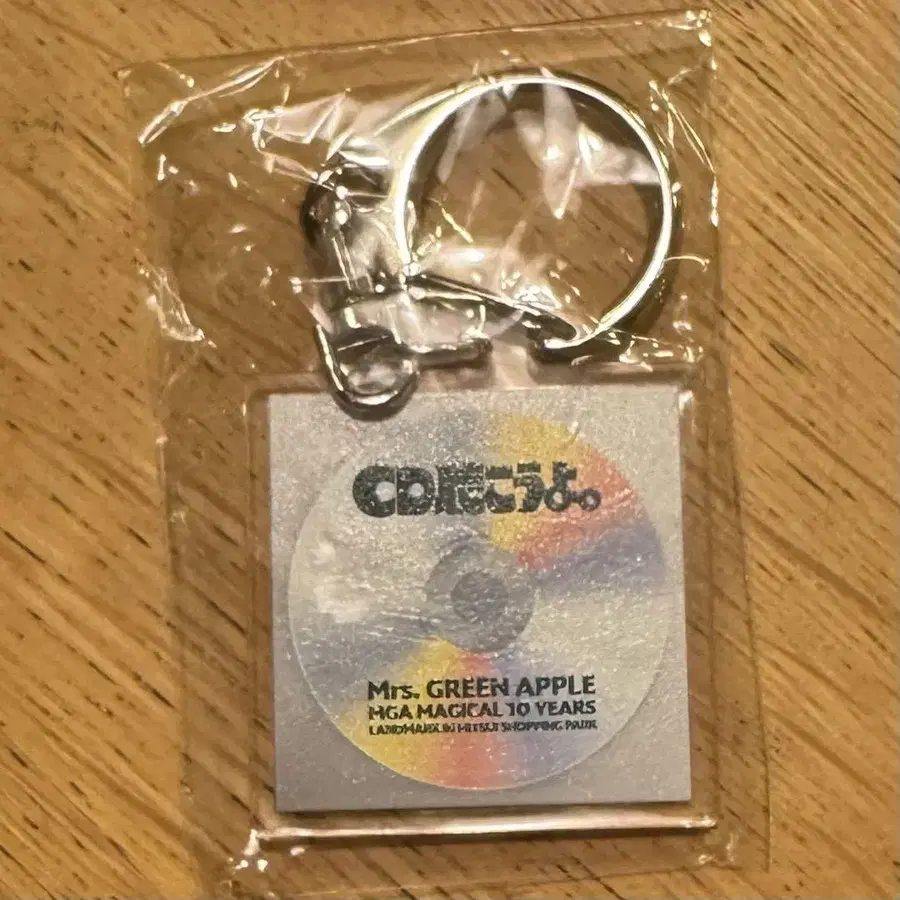 CD聴こうよ。
Mrs. GREEN APPLE
MGA MAGICAL 10 YEARS
LANDMARK IN MITSUI SHOPPING PARK